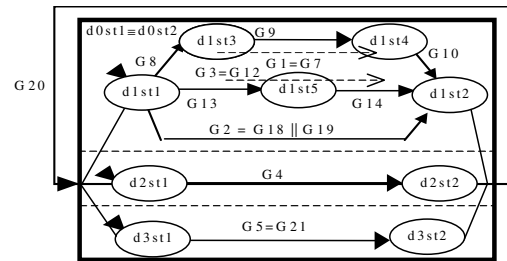 d0st1≡d0st2
G9
d1st3
d1st4
G8
G1=G7
G10
G20
G3=G12
d1st1
d1st5
d1st2
G13
G14
G2 = G18 || G19
d2st1
G4
d2st2
d3st1
G5=G21
d3st2